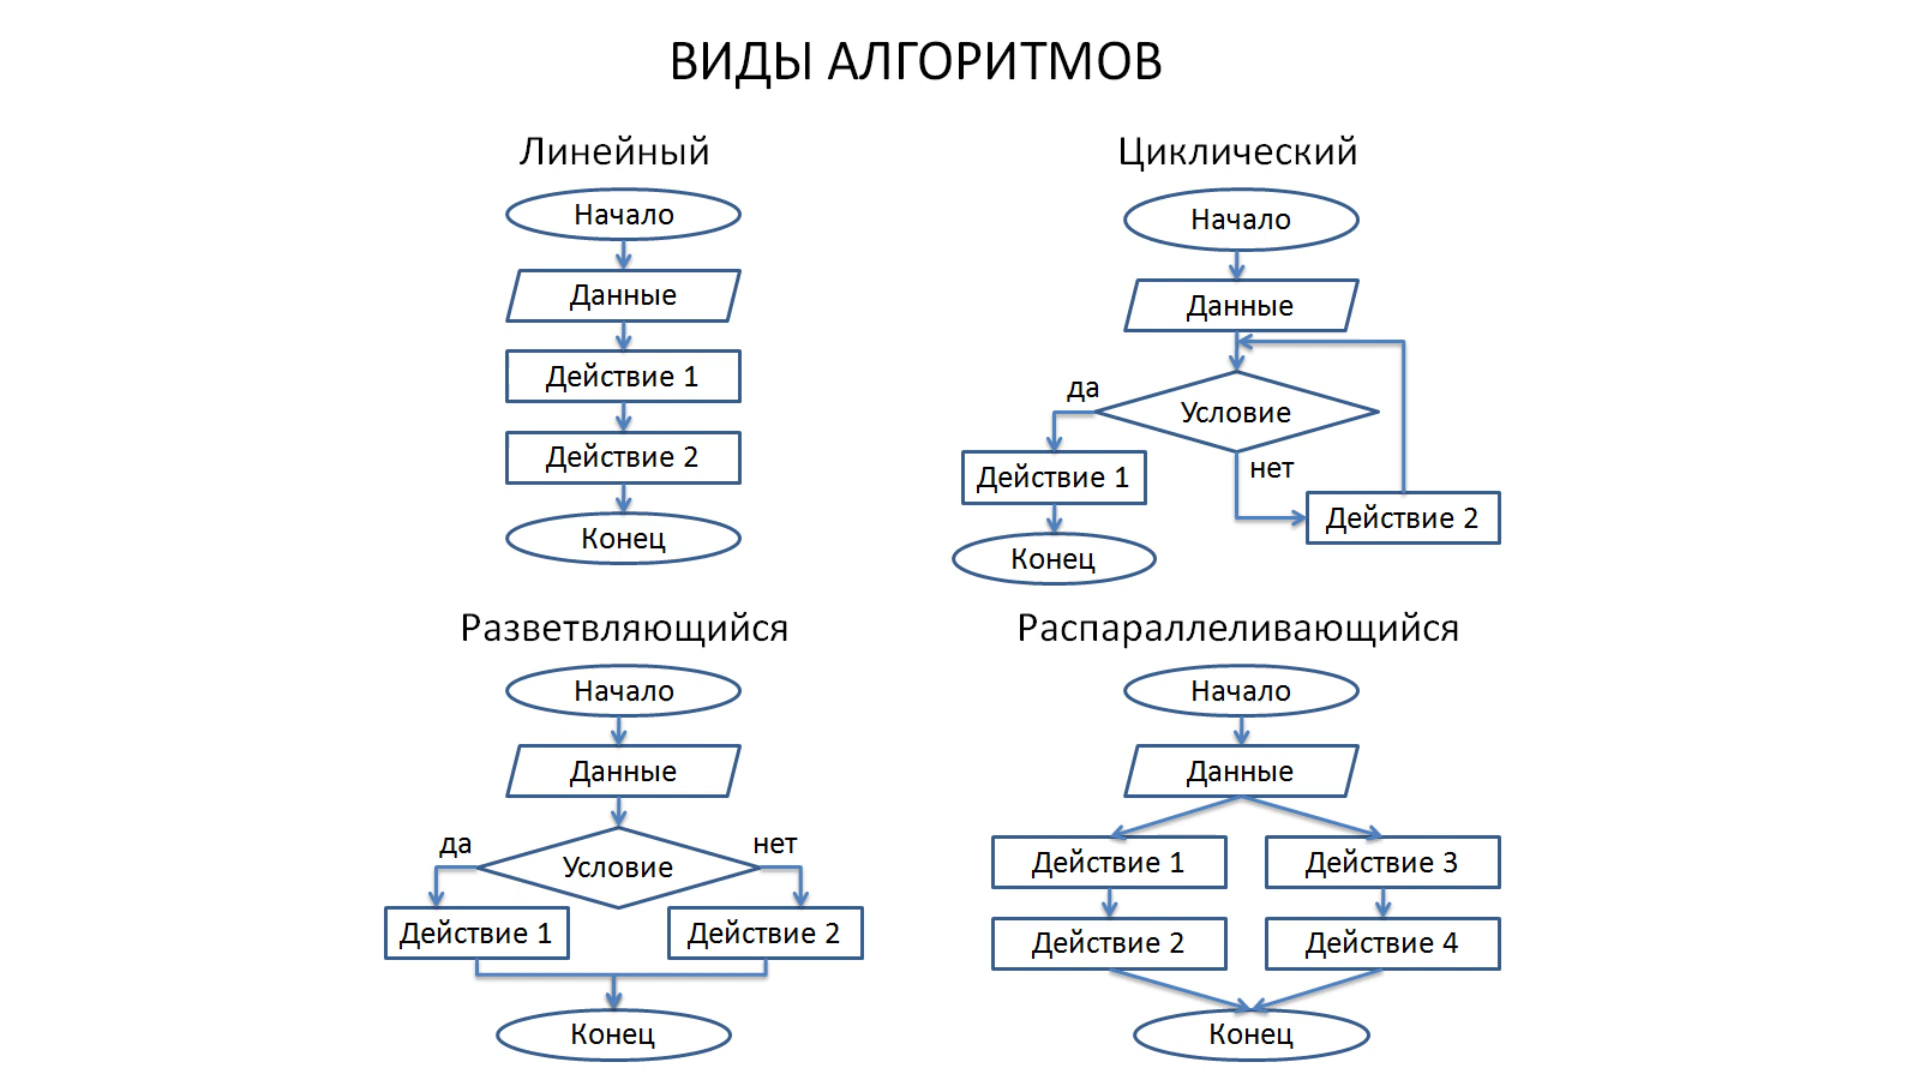 ВИДЫ АЛГОРИТМОВ
Линейный
Начало
Данные
Действие 1
Действие 2
Конец
Циклический
Начало
Данные
Условие
да
нет
Действие 1
Действие 2
Конец
Разветвляющийся
Начало
Данные
Условие
да
нет
Действие 1
Действие 2
Конец
Распараллеливающийся
Начало
Данные
Действие 1
Действие 3
Действие 2
Действие 4
Конец